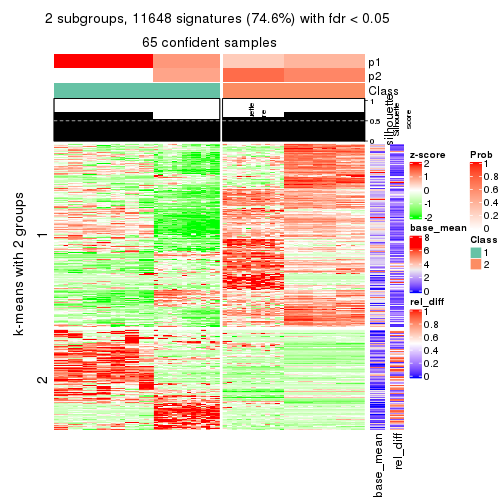 2 subgroups, 11648 signatures (74.6%) with fdr < 0.05
65 confident samples
p1
p2
Class
1
0.5
0
silhouette
Silhouette
score
k-means with 2 groups
1
2
base_mean
rel_diff
z-score
2
1
0
-1
-2
base_mean
8
6
4
2
0
rel_diff
1
0.8
0.6
0.4
0.2
0
Prob
1
0.8
0.6
0.4
0.2
0
Class
1
2